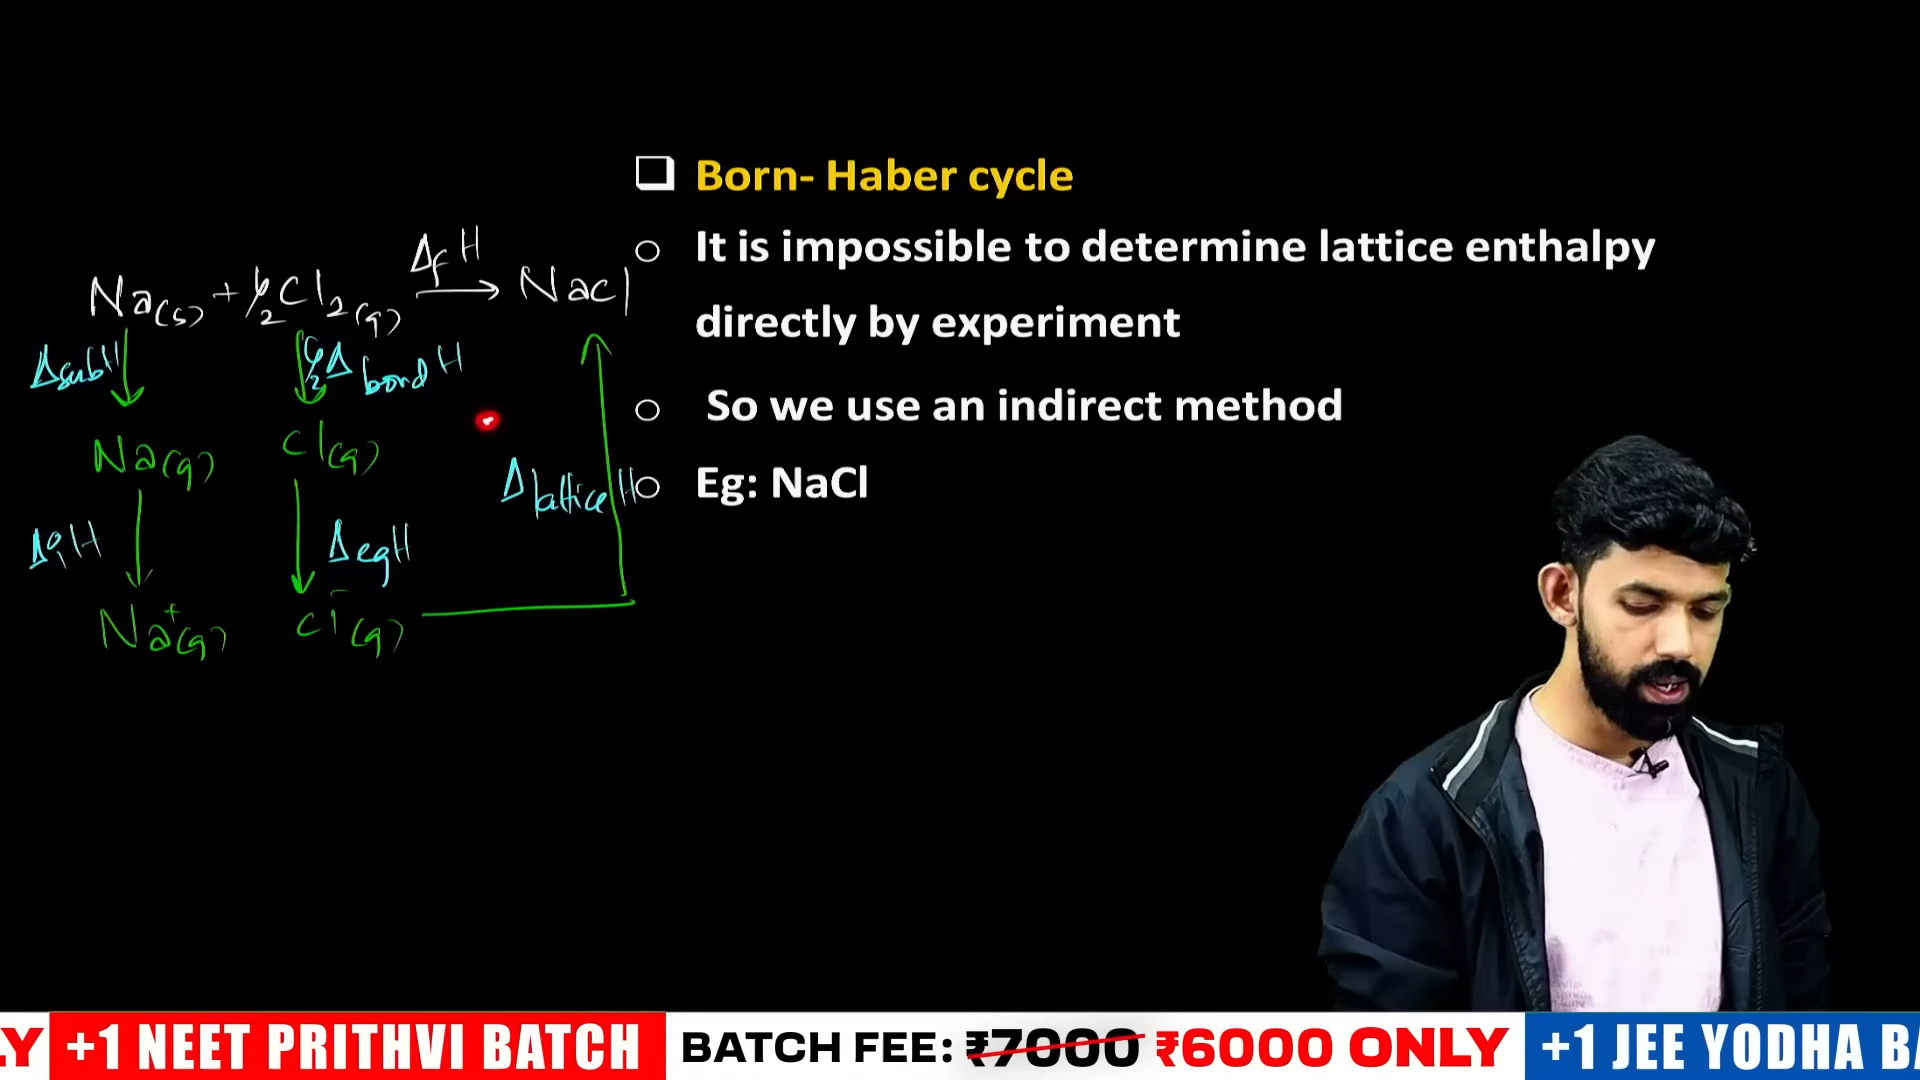 Born- Haber cycle
It is impossible to determine lattice enthalpy
directly by experiment
So we use an indirect method
Eg: NaCl
ΔfH
Na(s) + ½Cl2(g) → Nacl
ΔsubH ½ΔbondH
Na(g) Cl(g)
ΔlatticeH
ΔiH ΔegH
Na⁺(g) Cl⁻(g)
LY +1 NEET PRITHVI BATCH BATCH FEE: ₹7000 ₹6000 ONLY +1 JEE YODHA BA